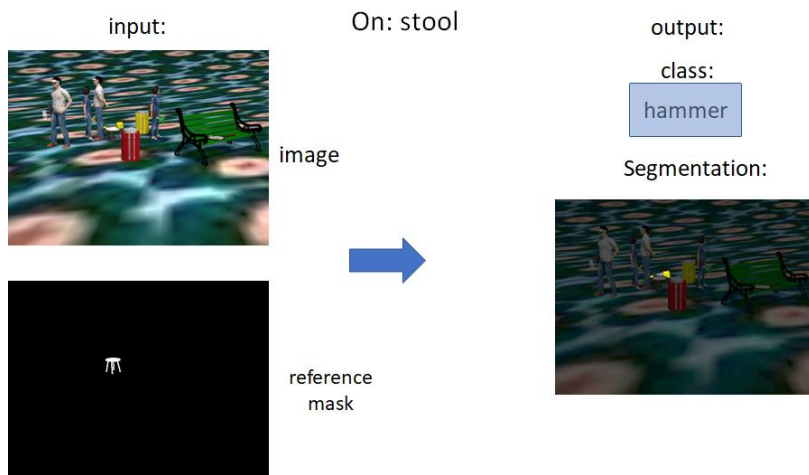 input:
On: stool
output:
class:
hammer
image
Segmentation:
reference
mask